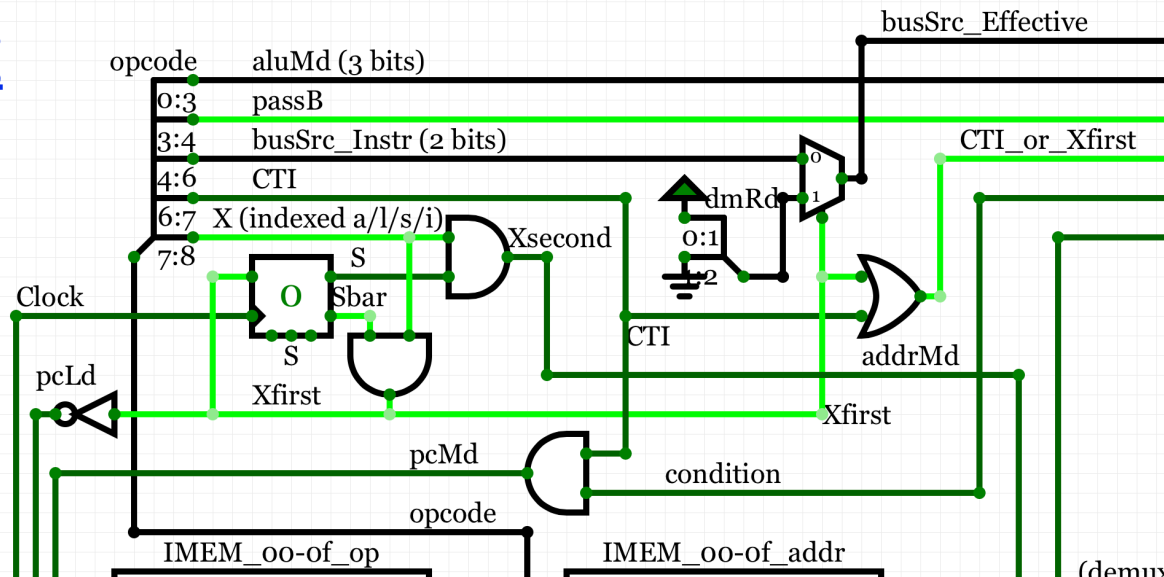 busSrc_Effective
opcode
aluMd (3 bits)
0:3
passB
3:4
busSrc_Instr (2 bits)
0
CTI_or_Xfirst
4:6
CTI
dmRd
1
6:7
X (indexed a/l/s/i)
7:8
Xsecond
0:1
S
:2
Clock
0
Sbar
CTI
S
addrMd
pcLd
Xfirst
Xfirst
pcMd
condition
opcode
IMEM_00-0f_op
IMEM_00-0f_addr
(demux